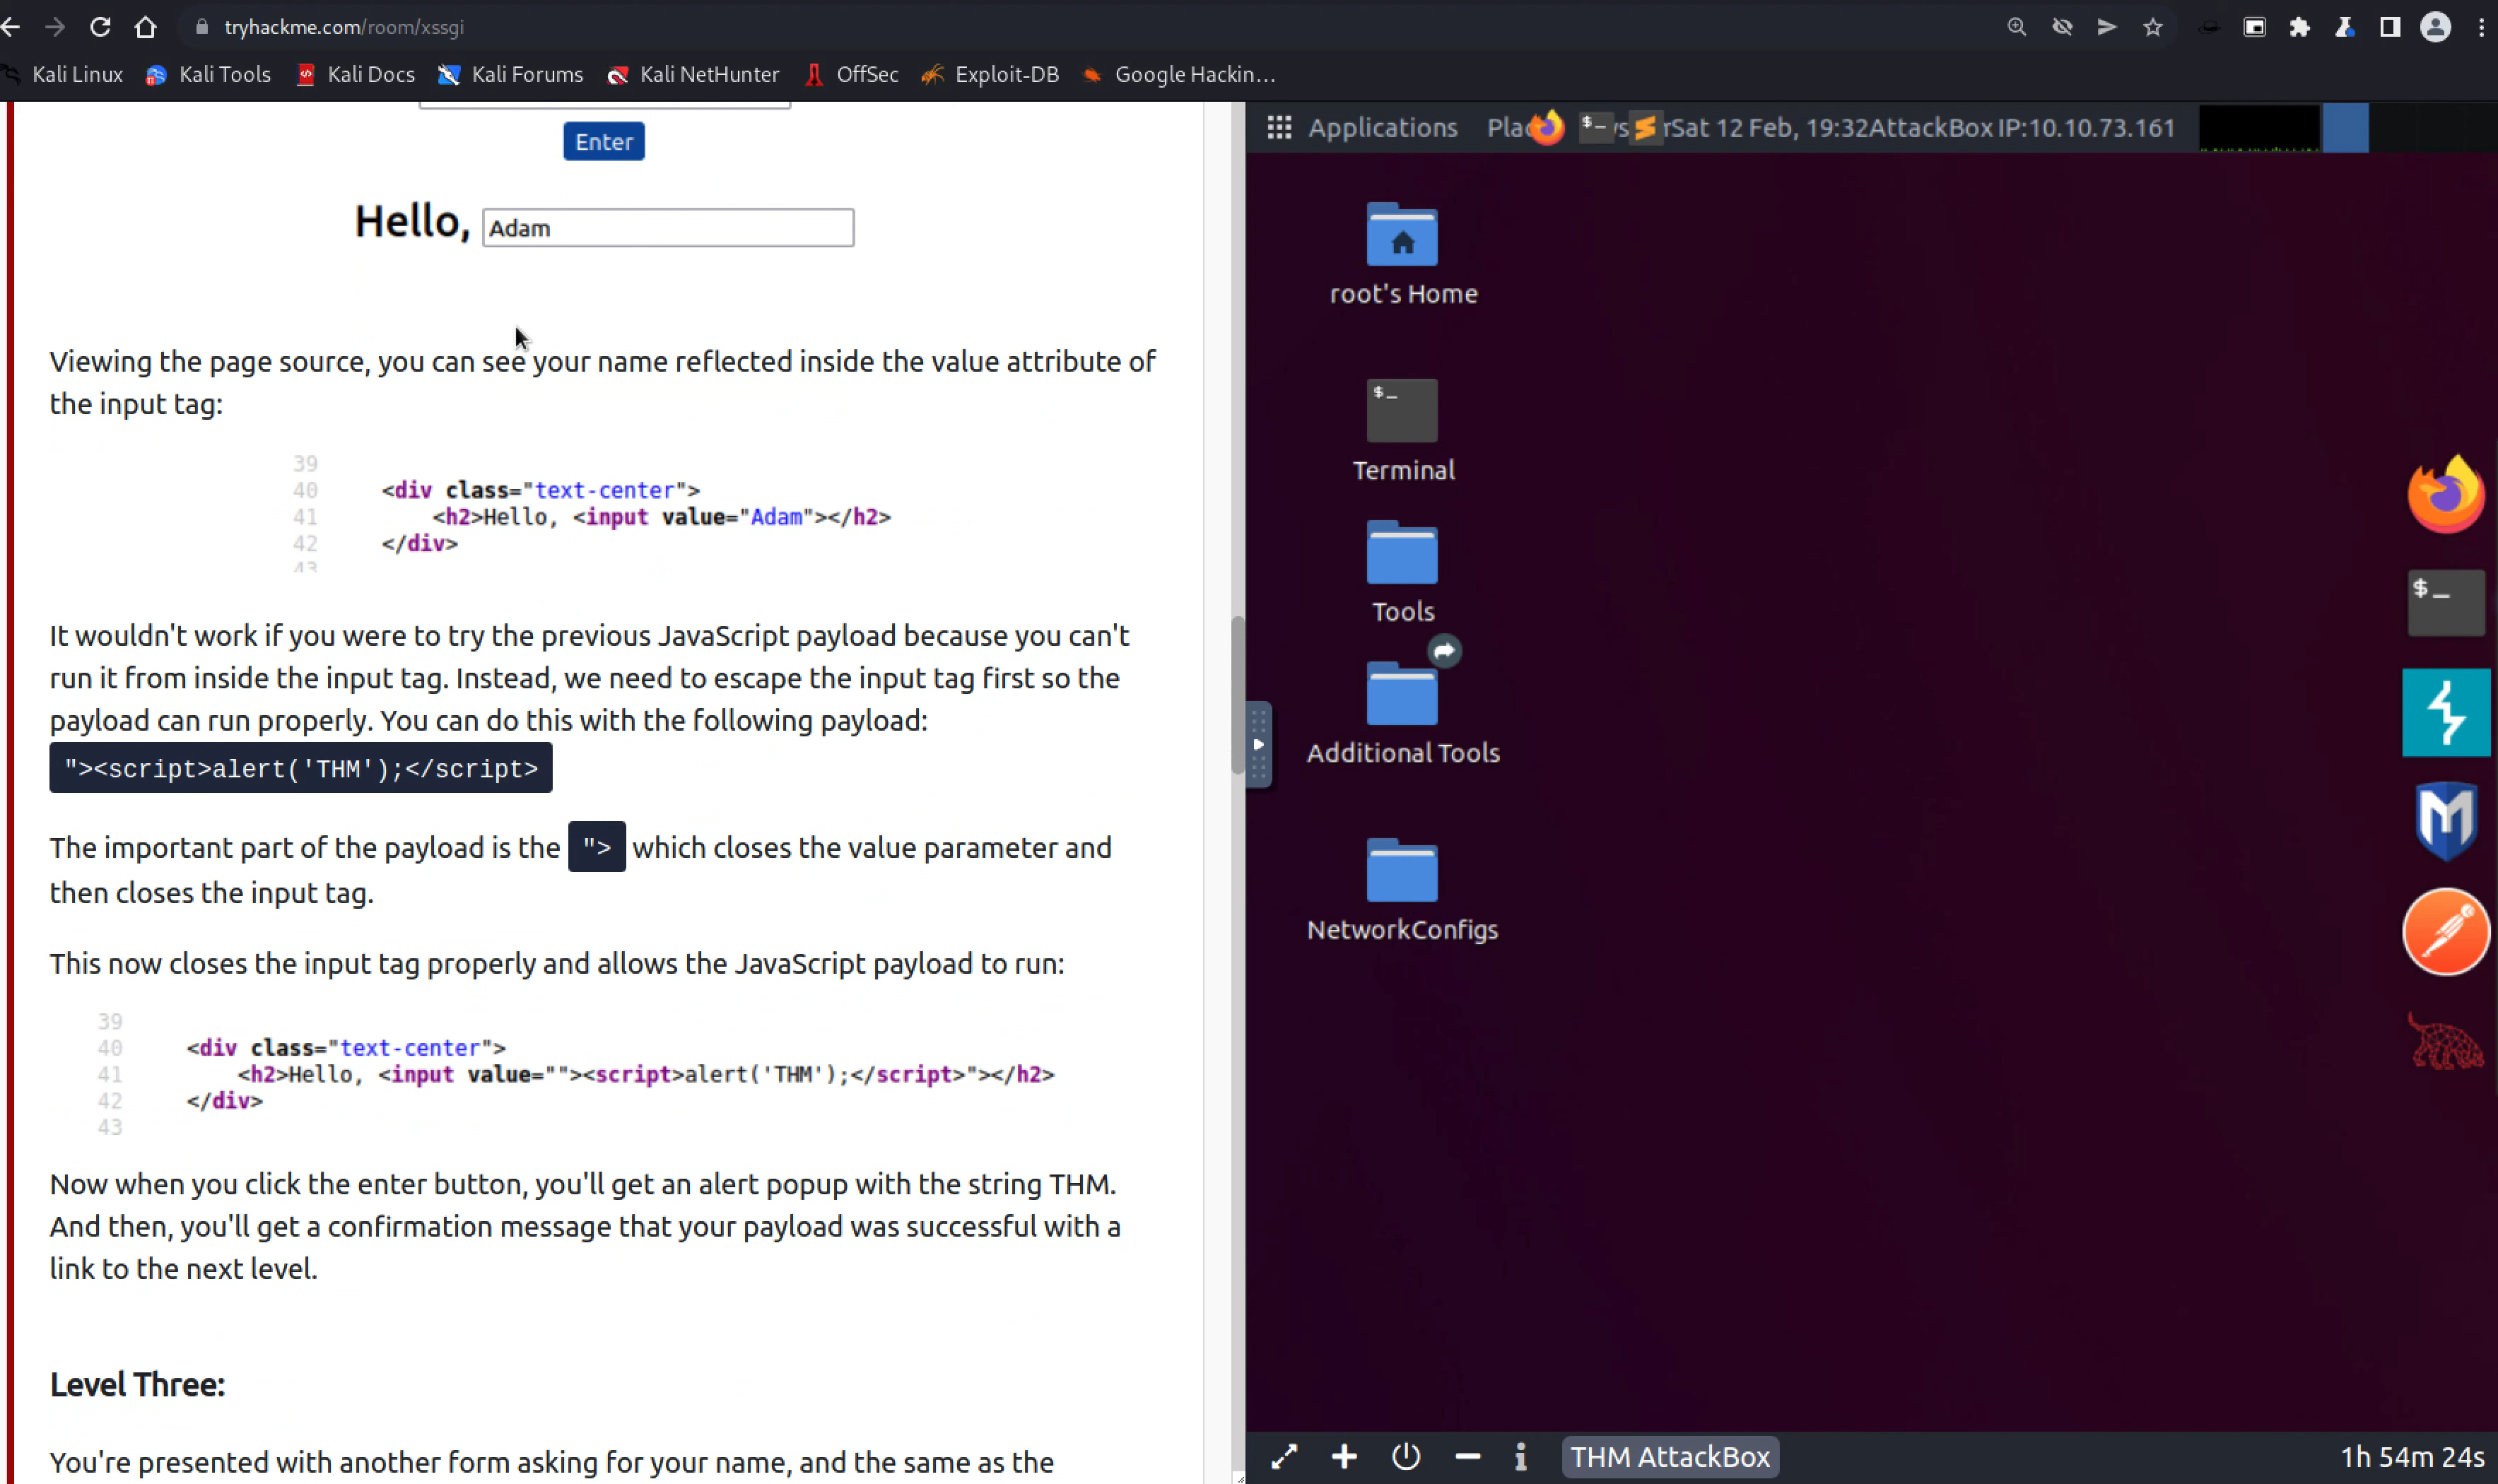 tryhackme.com/room/xssgi
Kali Linux Kali Tools Kali Docs Kali Forums Kali NetHunter OffSec Exploit-DB Google Hackin…
Enter
Hello, Adam
Viewing the page source, you can see your name reflected inside the value attribute of
the input tag:
39
40 <div class="text-center">
41 <h2>Hello, <input value="Adam"></h2>
42 </div>
43
It wouldn't work if you were to try the previous JavaScript payload because you can't
run it from inside the input tag. Instead, we need to escape the input tag first so the
payload can run properly. You can do this with the following payload:
"><script>alert('THM');</script>
The important part of the payload is the "> which closes the value parameter and
then closes the input tag.
This now closes the input tag properly and allows the JavaScript payload to run:
39
40 <div class="text-center">
41 <h2>Hello, <input value=""><script>alert('THM');</script>"></h2>
42 </div>
43
Now when you click the enter button, you'll get an alert popup with the string THM.
And then, you'll get a confirmation message that your payload was successful with a
link to the next level.
Level Three:
You're presented with another form asking for your name, and the same as the
Applications Sat 12 Feb, 19:32 AttackBox IP:10.10.73.161
root's Home
$_
Terminal
Tools
Additional Tools
NetworkConfigs
$_
THM AttackBox 1h 54m 24s